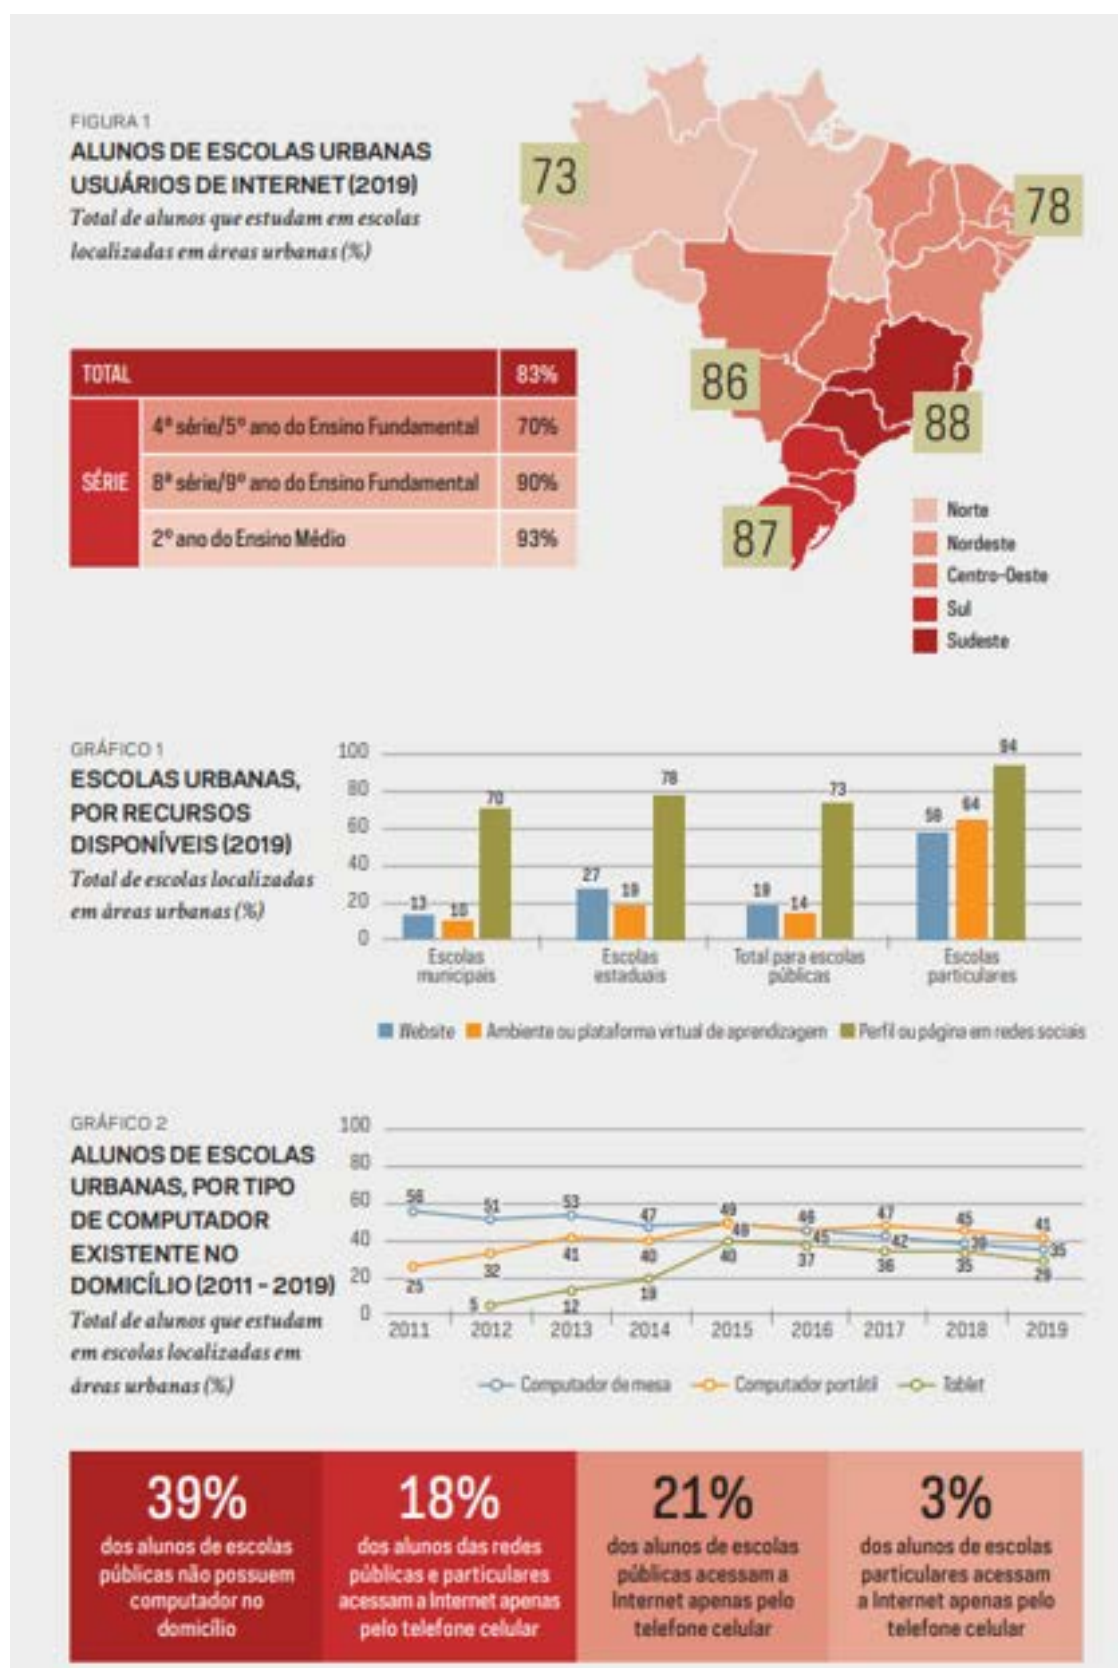 FIGURA 1
ALUNOS DE ESCOLAS URBANAS
USUÁRIOS DE INTERNET (2019)
Total de alunos que estudam em escolas
localizadas em áreas urbanas (%)
73
78
86
88
87
TOTAL 83%
SÉRIE
4ª série/5º ano do Ensino Fundamental 70%
8ª série/9º ano do Ensino Fundamental 90%
2º ano do Ensino Médio 93%
Norte
Nordeste
Centro-Oeste
Sul
Sudeste
GRÁFICO 1
ESCOLAS URBANAS,
POR RECURSOS
DISPONÍVEIS (2019)
Total de escolas localizadas
em áreas urbanas (%)
100
80
60
40
20
0
13 10 70
27 19 78
19 14 73
58 64 94
Escolas
municipais
Escolas
estaduais
Total para escolas
públicas
Escolas
particulares
Website Ambiente ou plataforma virtual de aprendizagem Perfil ou página em redes sociais
GRÁFICO 2
ALUNOS DE ESCOLAS
URBANAS, POR TIPO
DE COMPUTADOR
EXISTENTE NO
DOMICÍLIO (2011 - 2019)
Total de alunos que estudam
em escolas localizadas em
áreas urbanas (%)
100
80
60
40
20
0
56 51 53 47 49 46 42 39 35
25 32 41 40 49 45 47 45 41
5 12 19 40 37 36 35 29
2011 2012 2013 2014 2015 2016 2017 2018 2019
Computador de mesa Computador portátil Tablet
39%
dos alunos de escolas
públicas não possuem
computador no
domicílio
18%
dos alunos das redes
públicas e particulares
acessam a Internet apenas
pelo telefone celular
21%
dos alunos de escolas
públicas acessam a
Internet apenas pelo
telefone celular
3%
dos alunos de escolas
particulares acessam
a Internet apenas pelo
telefone celular